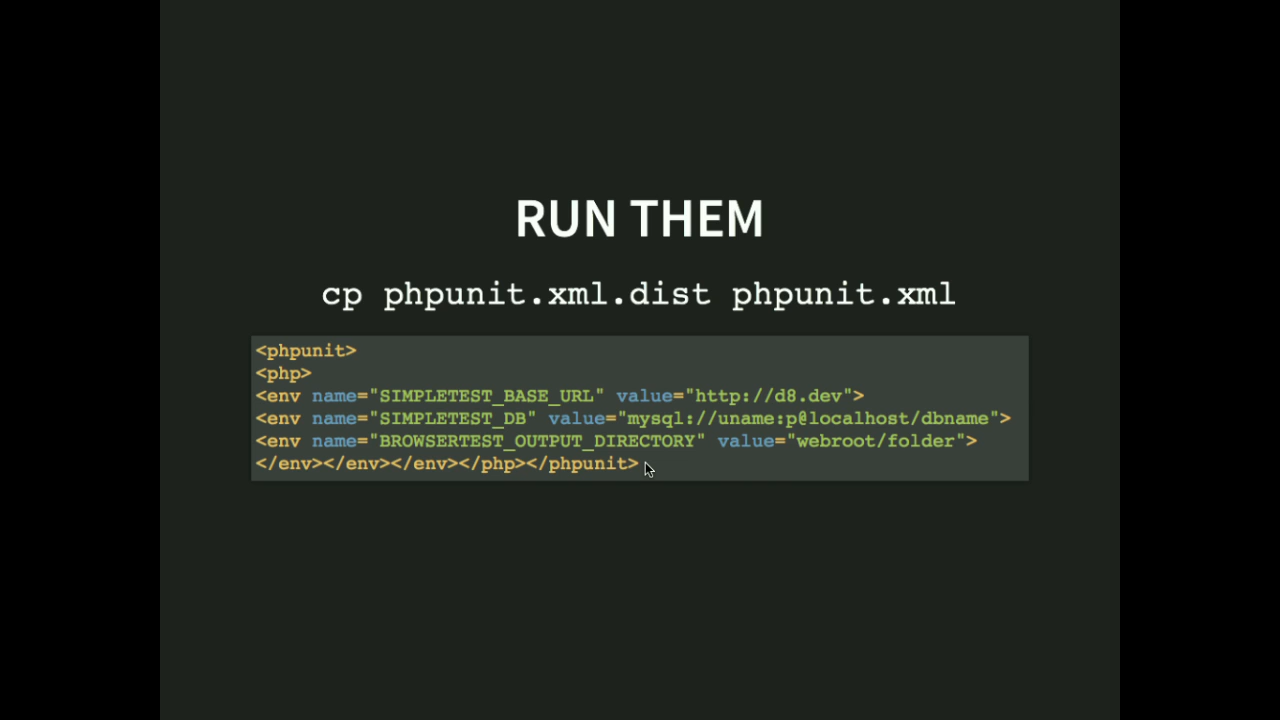 RUN THEM
cp phpunit.xml.dist phpunit.xml
<phpunit>
<php>
<env name="SIMPLETEST_BASE_URL" value="http://d8.dev">
<env name="SIMPLETEST_DB" value="mysql://uname:p@localhost/dbname">
<env name="BROWSERTEST_OUTPUT_DIRECTORY" value="webroot/folder">
</env></env></env></php></phpunit>